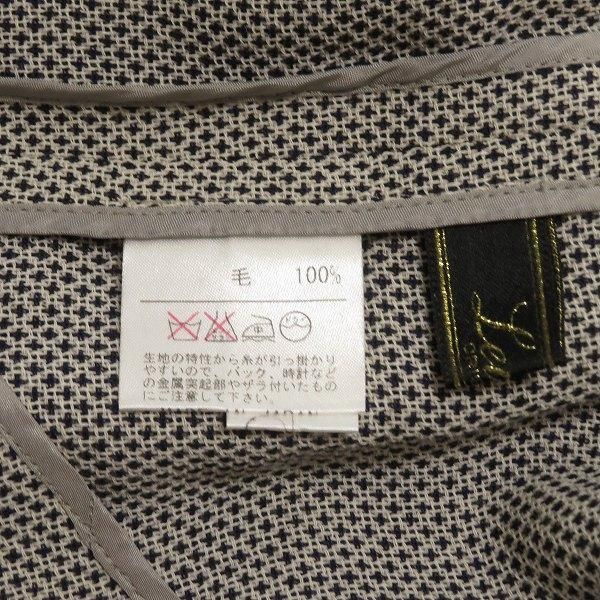 毛 100%
生地の特性から糸が引っ掛かり
やすいので、バック、時計など
の金属突起部やザラ付いたもの
にご注意して下さい。